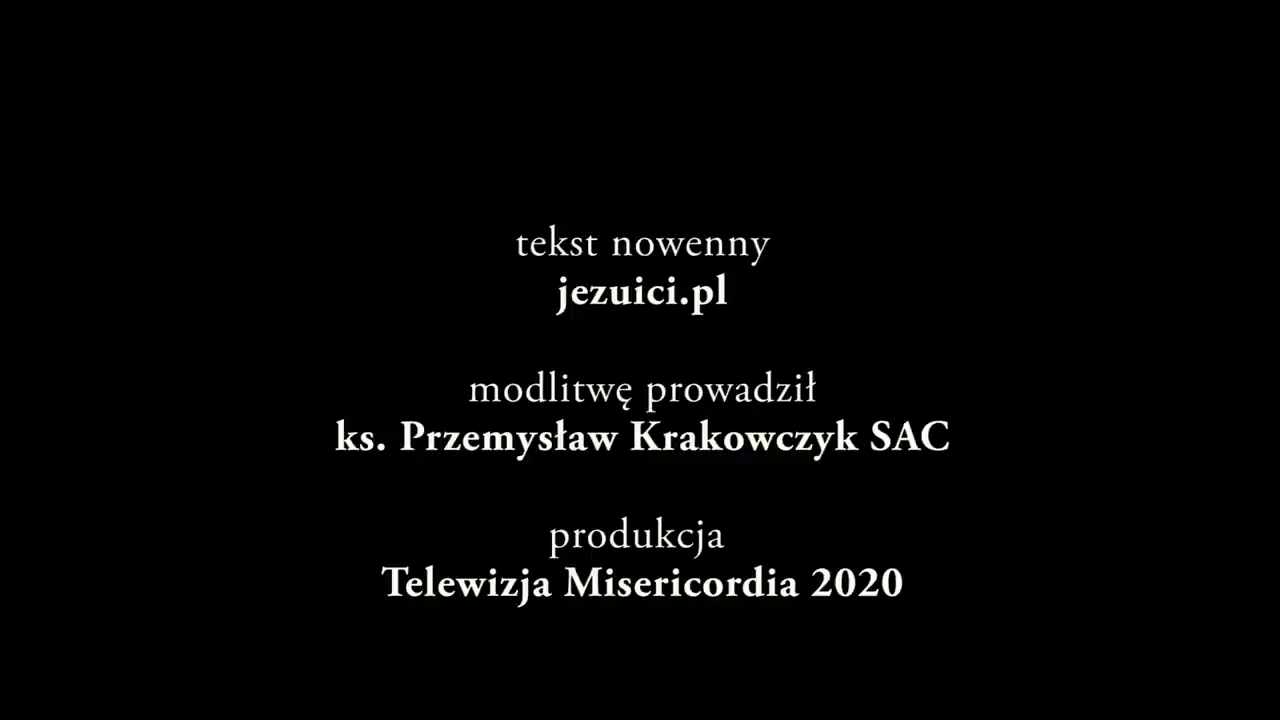 tekst nowenny
jezuici.pl
modlitwę prowadził
ks. Przemysław Krakowczyk SAC
produkcja
Telewizja Misericordia 2020